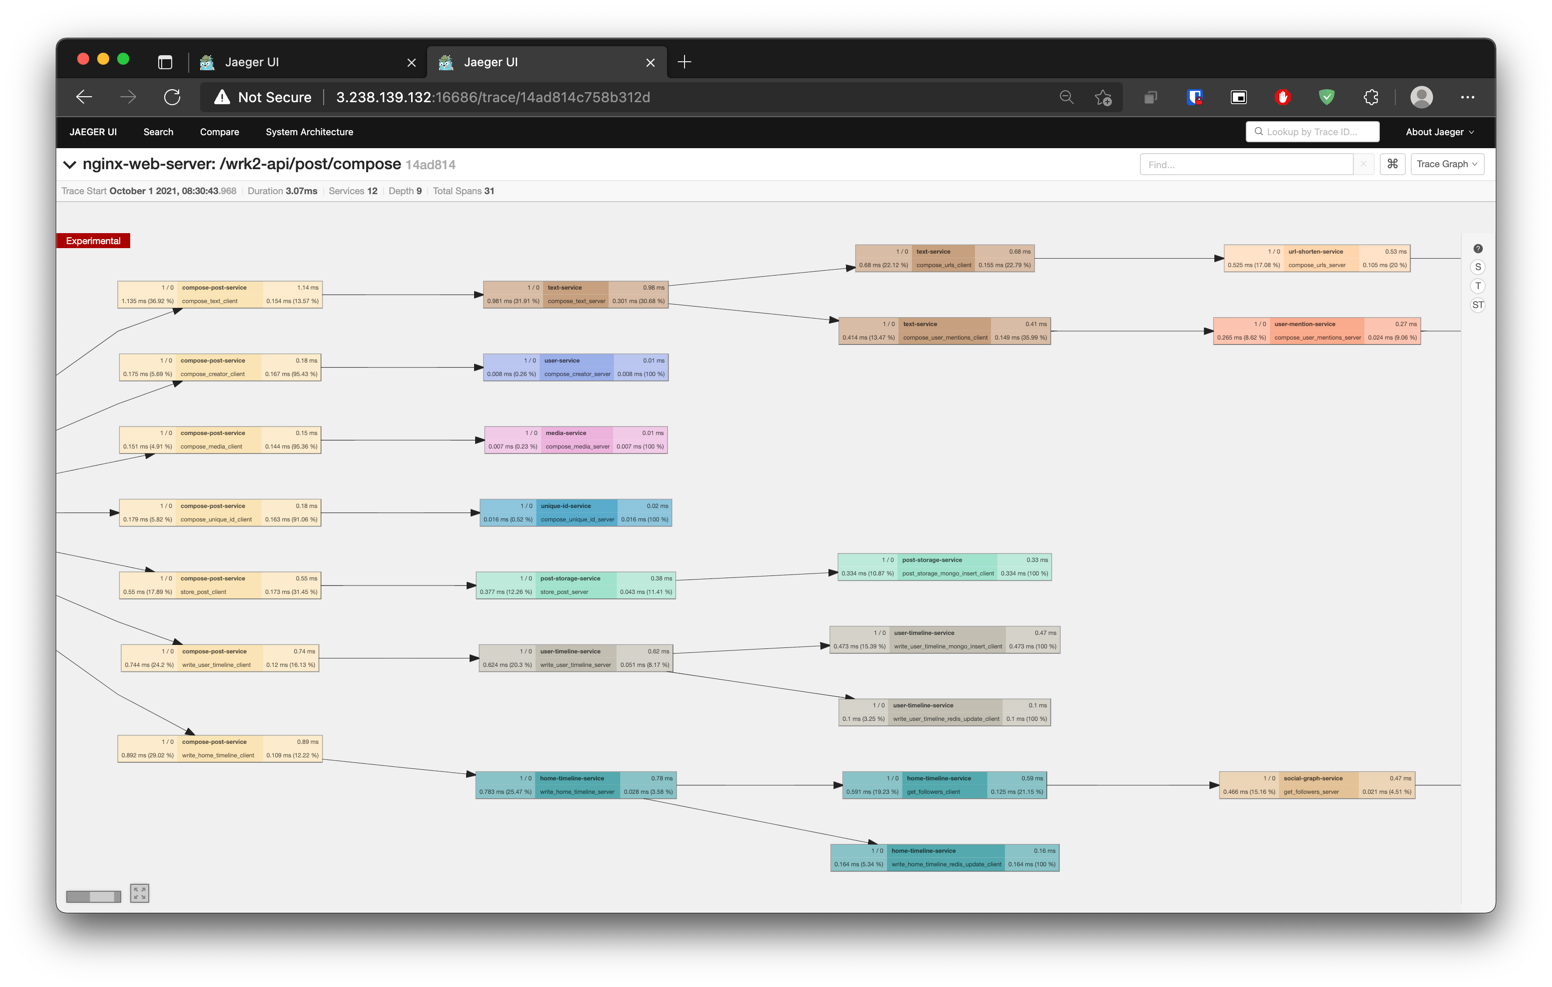 Jaeger UI
Jaeger UI
Not Secure
3.238.139.132:16686/trace/14ad814c758b312d
JAEGER UI Search Compare System Architecture
Lookup by Trace ID...
About Jaeger
nginx-web-server: /wrk2-api/post/compose 14ad814
Find...
Trace Graph
Trace Start October 1 2021, 08:30:43.968 Duration 3.07ms Services 12 Depth 9 Total Spans 31
Experimental
?
S
T
ST
1 / 0 text-service 0.68 ms
0.68 ms (22.12 %) compose_urls_client 0.155 ms (22.79 %)
1 / 0 url-shorten-service 0.53 ms
0.525 ms (17.08 %) compose_urls_server 0.105 ms (20 %)
1 / 0 compose-post-service 1.14 ms
1.135 ms (36.92 %) compose_text_client 0.154 ms (13.57 %)
1 / 0 text-service 0.98 ms
0.981 ms (31.91 %) compose_text_server 0.301 ms (30.68 %)
1 / 0 text-service 0.41 ms
0.414 ms (13.47 %) compose_user_mentions_client 0.149 ms (35.99 %)
1 / 0 user-mention-service 0.27 ms
0.265 ms (8.62 %) compose_user_mentions_server 0.024 ms (9.06 %)
1 / 0 compose-post-service 0.18 ms
0.175 ms (5.69 %) compose_creator_client 0.167 ms (95.43 %)
1 / 0 user-service 0.01 ms
0.008 ms (0.26 %) compose_creator_server 0.008 ms (100 %)
1 / 0 compose-post-service 0.15 ms
0.151 ms (4.91 %) compose_media_client 0.144 ms (95.36 %)
1 / 0 media-service 0.01 ms
0.007 ms (0.23 %) compose_media_server 0.007 ms (100 %)
1 / 0 compose-post-service 0.18 ms
0.179 ms (5.82 %) compose_unique_id_client 0.163 ms (91.06 %)
1 / 0 unique-id-service 0.02 ms
0.016 ms (0.52 %) compose_unique_id_server 0.016 ms (100 %)
1 / 0 compose-post-service 0.55 ms
0.55 ms (17.89 %) store_post_client 0.173 ms (31.45 %)
1 / 0 post-storage-service 0.38 ms
0.377 ms (12.26 %) store_post_server 0.043 ms (11.41 %)
1 / 0 post-storage-service 0.33 ms
0.334 ms (10.87 %) post_storage_mongo_insert_client 0.334 ms (100 %)
1 / 0 compose-post-service 0.74 ms
0.744 ms (24.2 %) write_user_timeline_client 0.12 ms (16.13 %)
1 / 0 user-timeline-service 0.62 ms
0.624 ms (20.3 %) write_user_timeline_server 0.051 ms (8.17 %)
1 / 0 user-timeline-service 0.47 ms
0.473 ms (15.39 %) write_user_timeline_mongo_insert_client 0.473 ms (100 %)
1 / 0 user-timeline-service 0.1 ms
0.1 ms (3.25 %) write_user_timeline_redis_update_client 0.1 ms (100 %)
1 / 0 compose-post-service 0.89 ms
0.892 ms (29.02 %) write_home_timeline_client 0.109 ms (12.22 %)
1 / 0 home-timeline-service 0.78 ms
0.783 ms (25.47 %) write_home_timeline_server 0.028 ms (3.58 %)
1 / 0 home-timeline-service 0.59 ms
0.591 ms (19.23 %) get_followers_client 0.125 ms (21.15 %)
1 / 0 social-graph-service 0.47 ms
0.466 ms (15.16 %) get_followers_server 0.021 ms (4.51 %)
1 / 0 home-timeline-service 0.16 ms
0.164 ms (5.34 %) write_home_timeline_redis_update_client 0.164 ms (100 %)